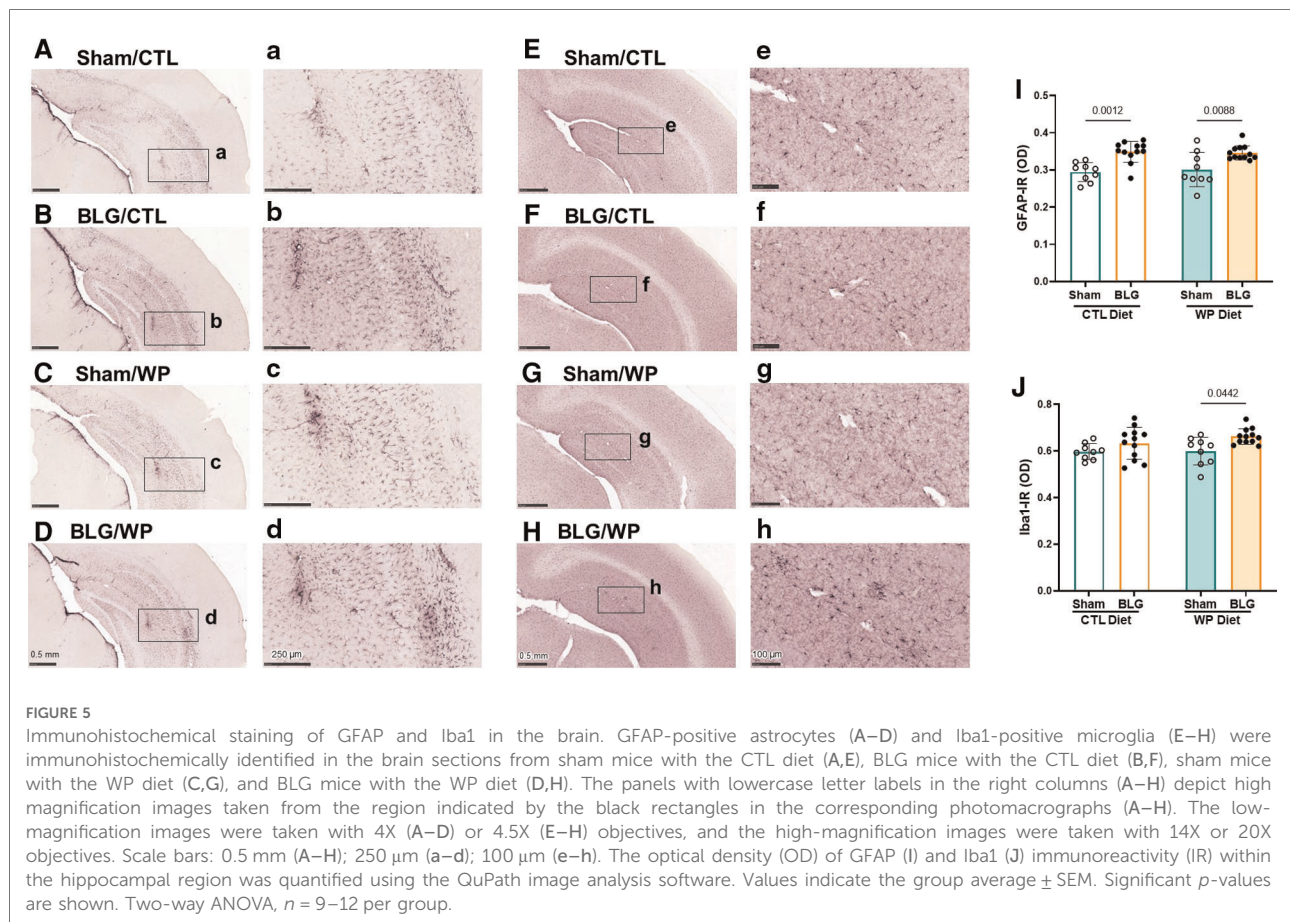 A Sham/CTL
a
a
B BLG/CTL
b
b
C Sham/WP
c
c
D BLG/WP
d
0.5 mm
d
250 μm
E Sham/CTL
e
e
F BLG/CTL
f
f
G Sham/WP
g
g
H BLG/WP
h
0.5 mm
h
100 μm
I
GFAP-IR (OD)
0.5
0.4
0.3
0.2
0.1
0.0
0.0012
0.0088
Sham BLG Sham BLG
CTL Diet WP Diet
J
Iba1-IR (OD)
0.8
0.6
0.4
0.2
0.0
0.0442
Sham BLG Sham BLG
CTL Diet WP Diet
FIGURE 5
Immunohistochemical staining of GFAP and Iba1 in the brain. GFAP-positive astrocytes (A–D) and Iba1-positive microglia (E–H) were
immunohistochemically identified in the brain sections from sham mice with the CTL diet (A,E), BLG mice with the CTL diet (B,F), sham mice
with the WP diet (C,G), and BLG mice with the WP diet (D,H). The panels with lowercase letter labels in the right columns (A–H) depict high
magnification images taken from the region indicated by the black rectangles in the corresponding photomacrographs (A–H). The low-
magnification images were taken with 4X (A–D) or 4.5X (E–H) objectives, and the high-magnification images were taken with 14X or 20X
objectives. Scale bars: 0.5 mm (A–H); 250 μm (a–d); 100 μm (e–h). The optical density (OD) of GFAP (I) and Iba1 (J) immunoreactivity (IR) within
the hippocampal region was quantified using the QuPath image analysis software. Values indicate the group average ± SEM. Significant p-values
are shown. Two-way ANOVA, n = 9–12 per group.